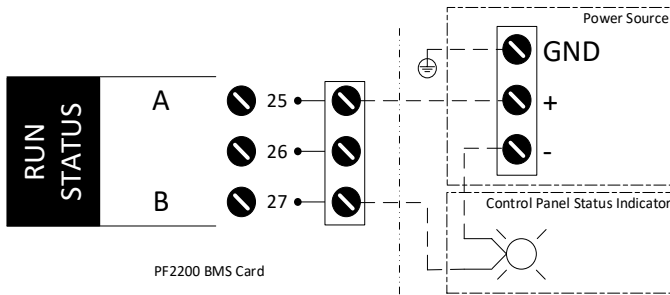 Power Source
GND
+
-
RUN
STATUS
A
25
26
B
27
Control Panel Status Indicator
PF2200 BMS Card